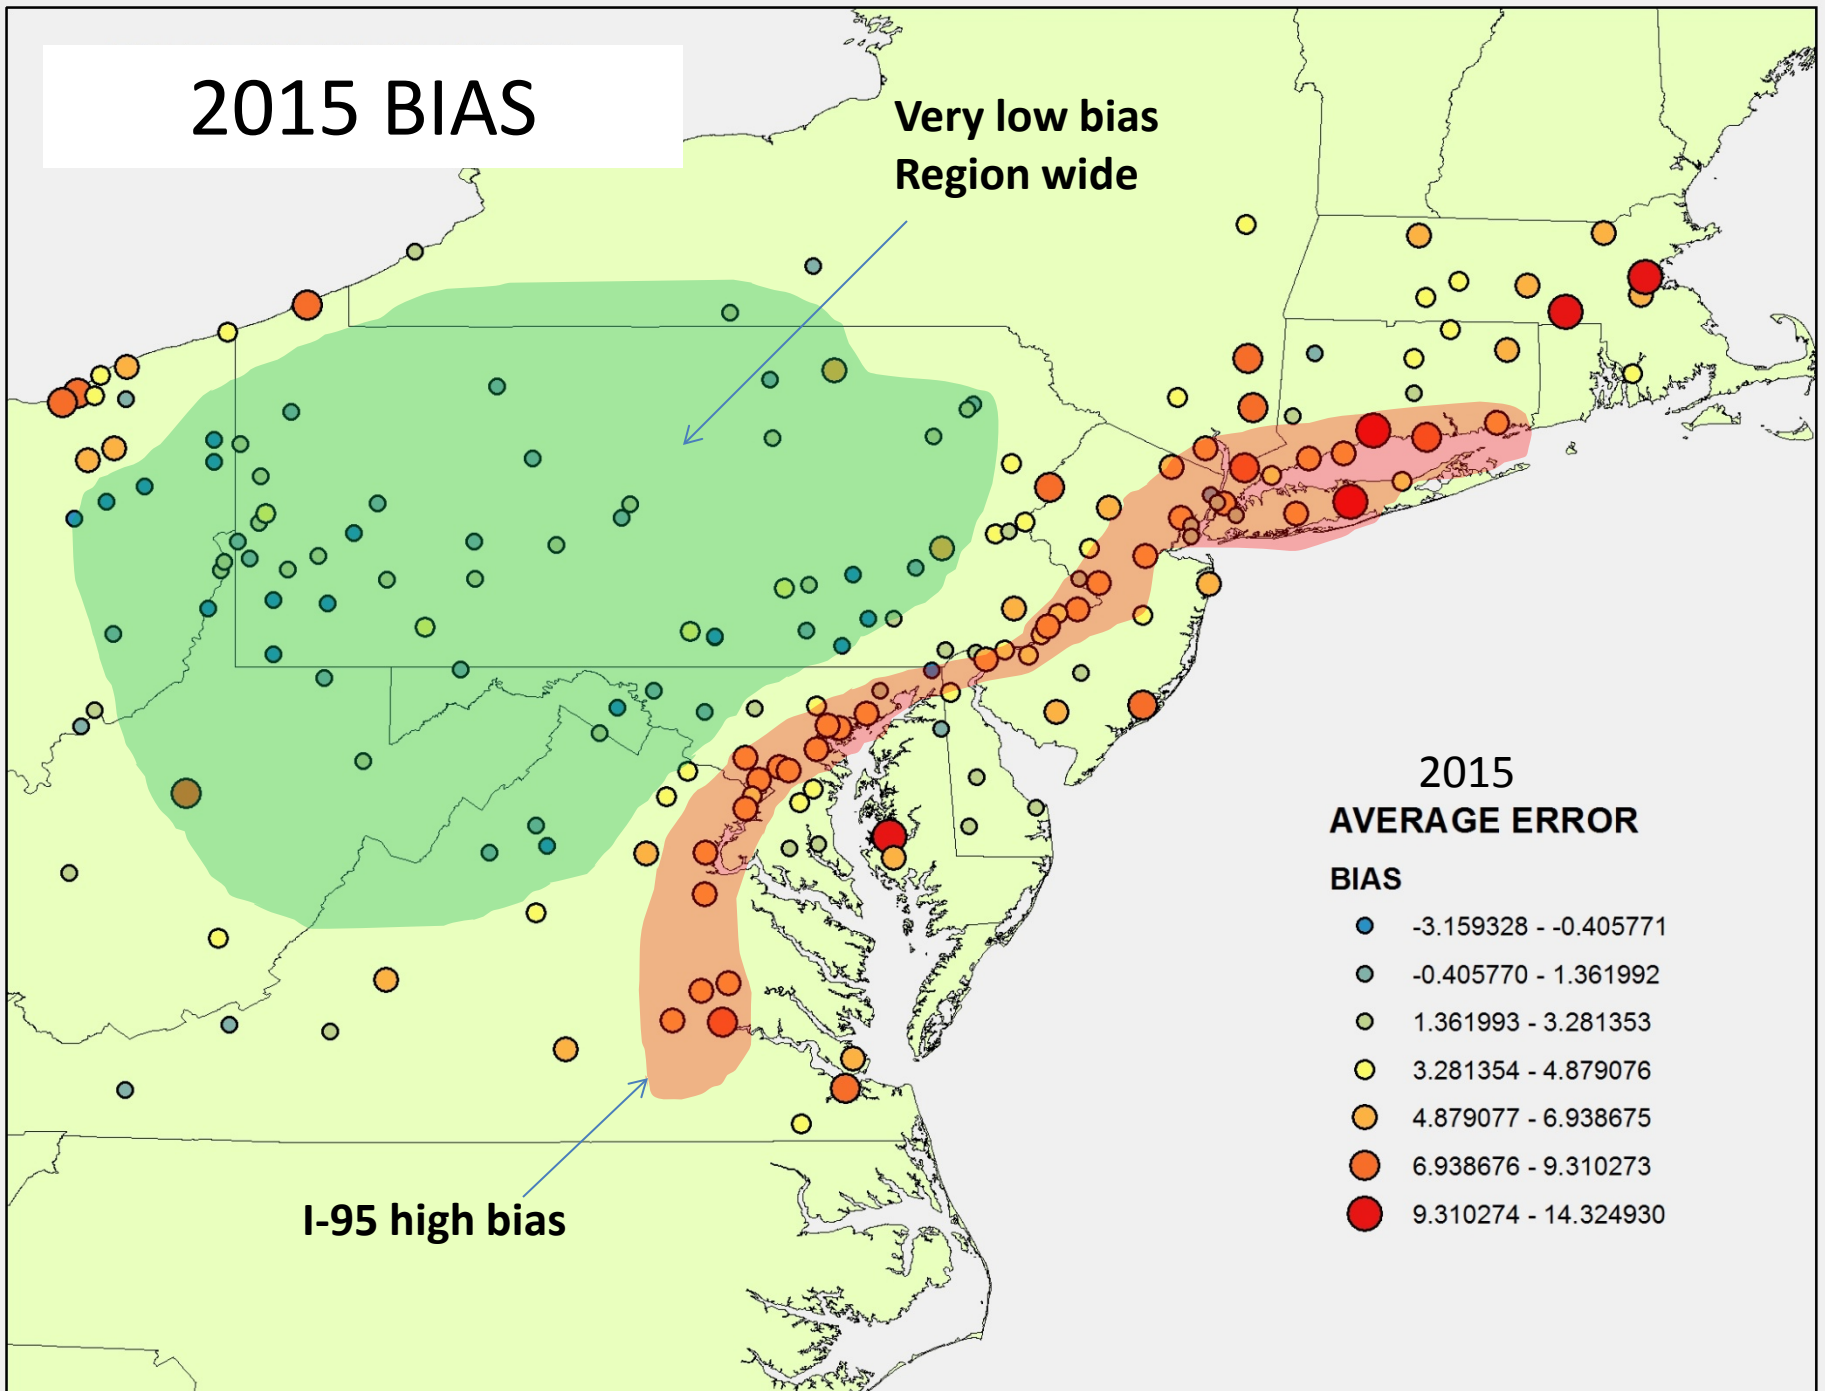 2015 BIAS
Very low bias
Region wide
I-95 high bias
2015
AVERAGE ERROR
BIAS
-3.159328 - -0.405771
-0.405770 - 1.361992
1.361993 - 3.281353
3.281354 - 4.879076
4.879077 - 6.938675
6.938676 - 9.310273
9.310274 - 14.324930